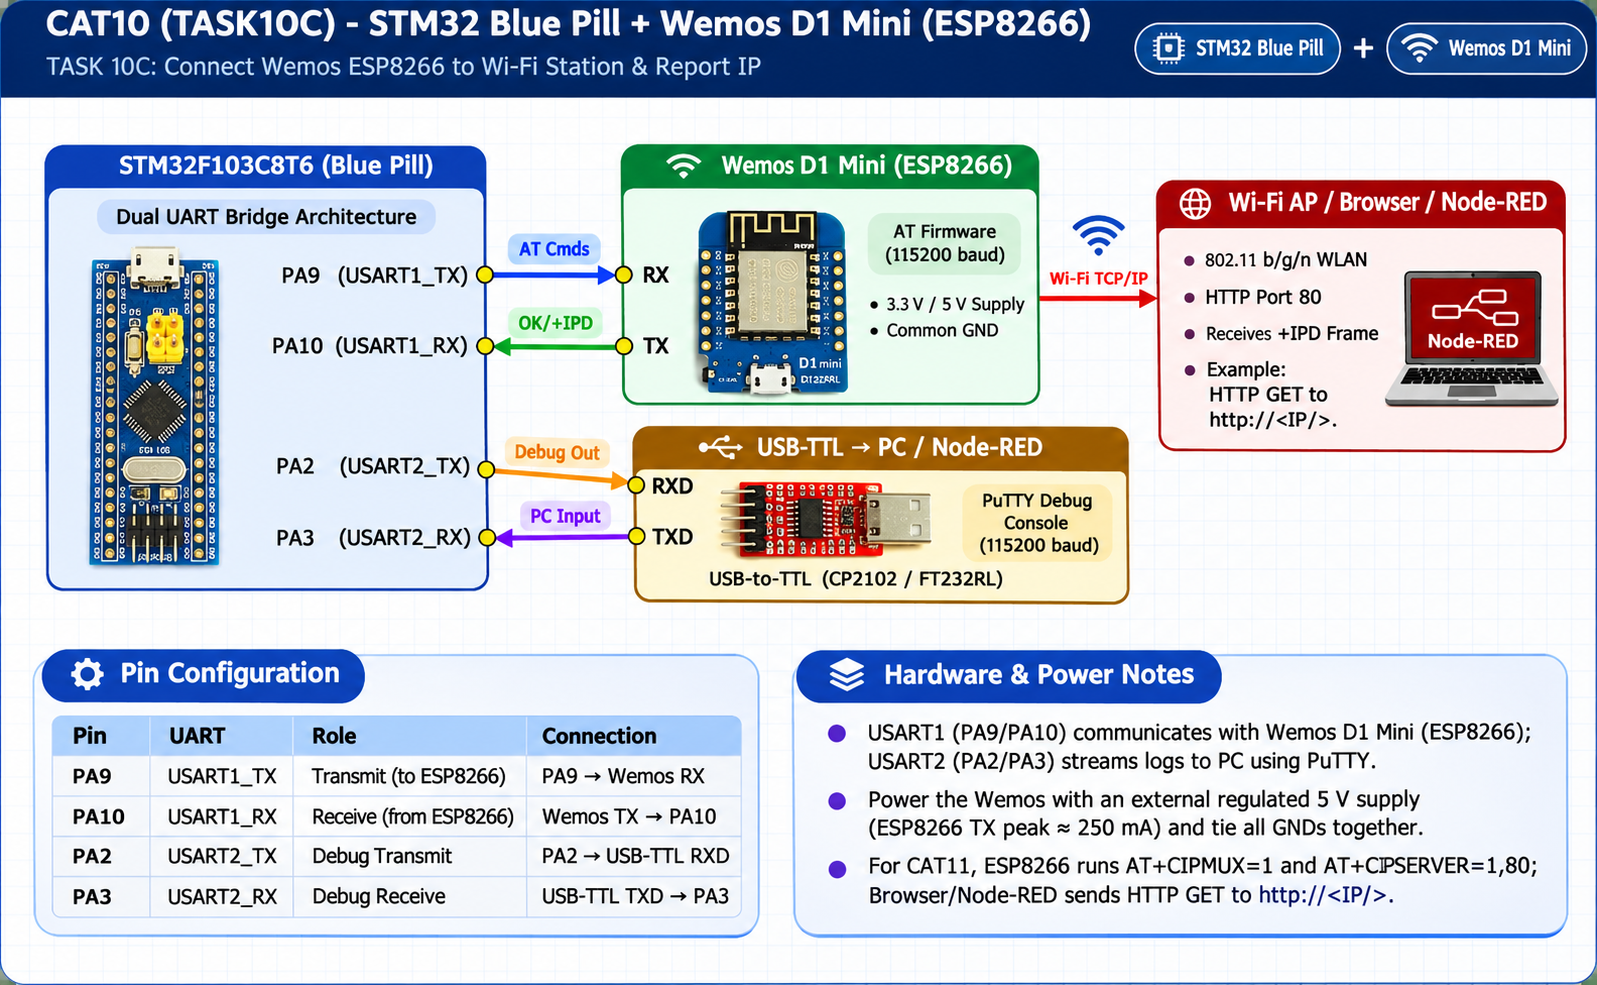 CAT10 (TASK10C) - STM32 Blue Pill + Wemos D1 Mini (ESP8266)
TASK 10C: Connect Wemos ESP8266 to Wi-Fi Station & Report IP
STM32 Blue Pill + Wemos D1 Mini
STM32F103C8T6 (Blue Pill)
Dual UART Bridge Architecture
PA9 (USART1_TX)
PA10 (USART1_RX)
PA2 (USART2_TX)
PA3 (USART2_RX)
AT Cmds
OK/+IPD
Debug Out
PC Input
Wemos D1 Mini (ESP8266)
RX
TX
D1 mini
AT Firmware
(115200 baud)
• 3.3 V / 5 V Supply
• Common GND
Wi-Fi TCP/IP
Wi-Fi AP / Browser / Node-RED
• 802.11 b/g/n WLAN
• HTTP Port 80
• Receives +IPD Frame
• Example:
HTTP GET to
http://<IP/>.
Node-RED
USB-TTL → PC / Node-RED
RXD
TXD
PuTTY Debug
Console
(115200 baud)
USB-to-TTL (CP2102 / FT232RL)
Pin Configuration
Pin UART Role Connection
PA9 USART1_TX Transmit (to ESP8266) PA9 → Wemos RX
PA10 USART1_RX Receive (from ESP8266) Wemos TX → PA10
PA2 USART2_TX Debug Transmit PA2 → USB-TTL RXD
PA3 USART2_RX Debug Receive USB-TTL TXD → PA3
Hardware & Power Notes
• USART1 (PA9/PA10) communicates with Wemos D1 Mini (ESP8266);
USART2 (PA2/PA3) streams logs to PC using PuTTY.
• Power the Wemos with an external regulated 5 V supply
(ESP8266 TX peak ≈ 250 mA) and tie all GNDs together.
• For CAT11, ESP8266 runs AT+CIPMUX=1 and AT+CIPSERVER=1,80;
Browser/Node-RED sends HTTP GET to http://<IP/>.